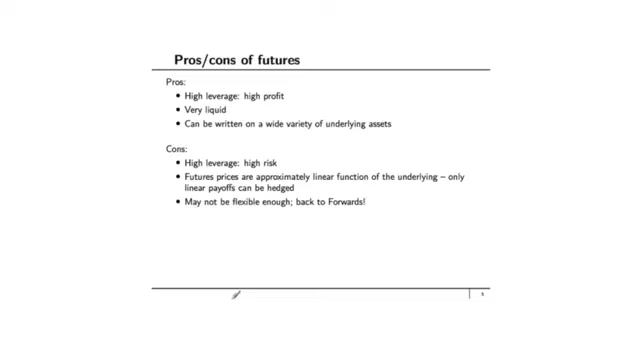 Pros/cons of futures
Pros:
• High leverage: high profit
• Very liquid
• Can be written on a wide variety of underlying assets
Cons:
• High leverage: high risk
• Futures prices are approximately linear function of the underlying – only
linear payoffs can be hedged
• May not be flexible enough; back to Forwards!